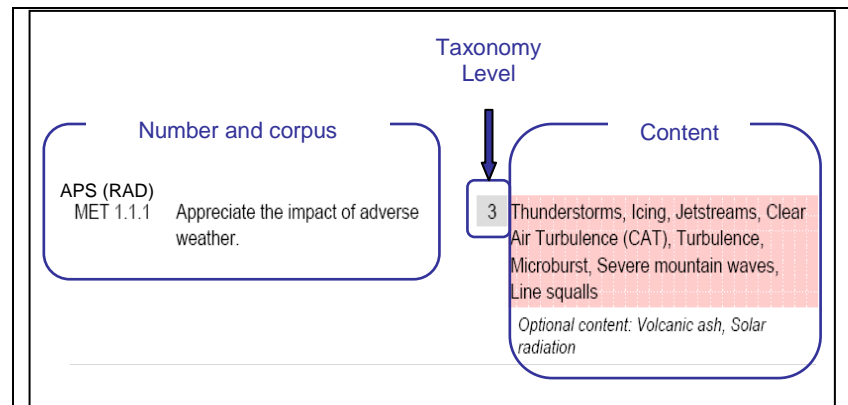 Taxonomy
Level
Number and corpus
Content
APS (RAD)
MET 1.1.1 Appreciate the impact of adverse
weather.
3
Thunderstorms, Icing, Jetstreams, Clear
Air Turbulence (CAT), Turbulence,
Microburst, Severe mountain waves,
Line squalls
Optional content: Volcanic ash, Solar
radiation